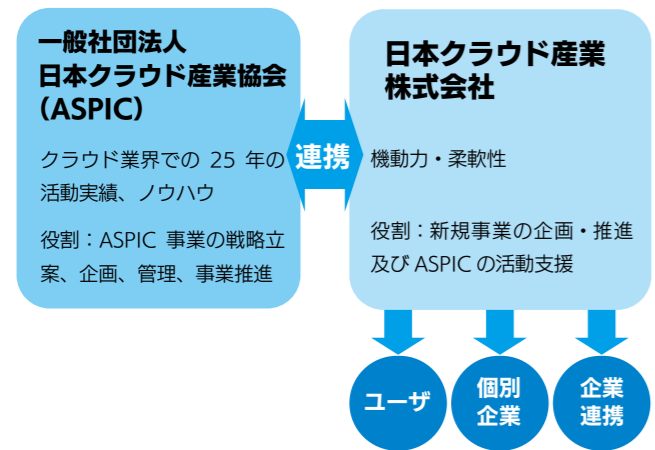 一般社団法人
日本クラウド産業協会
（ASPIC）
クラウド業界での 25 年の
活動実績、ノウハウ
役割：ASPIC 事業の戦略立
案、企画、管理、事業推進
連携
日本クラウド産業
株式会社
機動力・柔軟性
役割：新規事業の企画・推進
及び ASPIC の活動支援
ユーザ
個別
企業
企業
連携